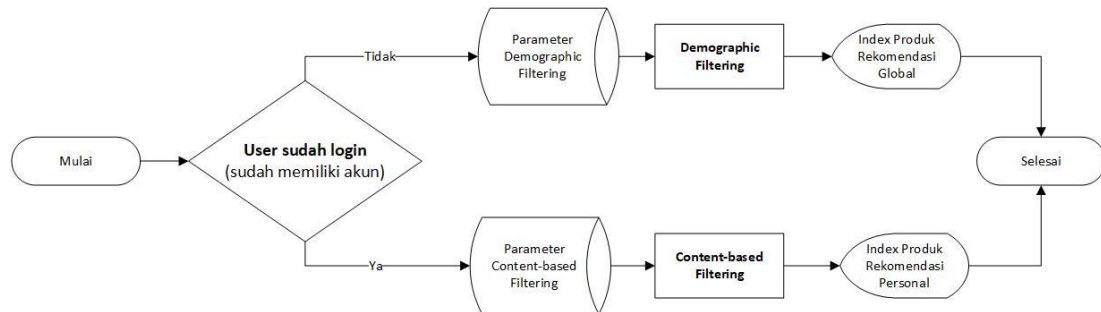 Mulai
User sudah login
(sudah memiliki akun)
Tidak
Parameter
Demographic
Filtering
Demographic
Filtering
Index Produk
Rekomendasi
Global
Ya
Parameter
Content-based
Filtering
Content-based
Filtering
Index Produk
Rekomendasi
Personal
Selesai